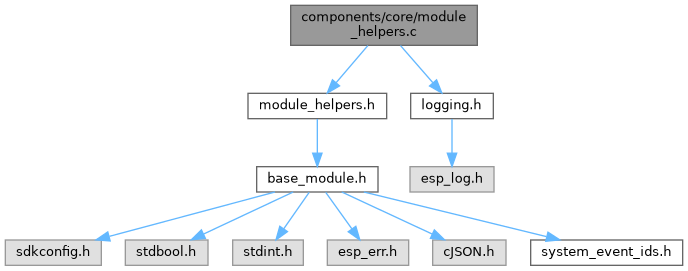 components/core/module
_helpers.c
module_helpers.h
logging.h
base_module.h
esp_log.h
sdkconfig.h
stdbool.h
stdint.h
esp_err.h
cJSON.h
system_event_ids.h